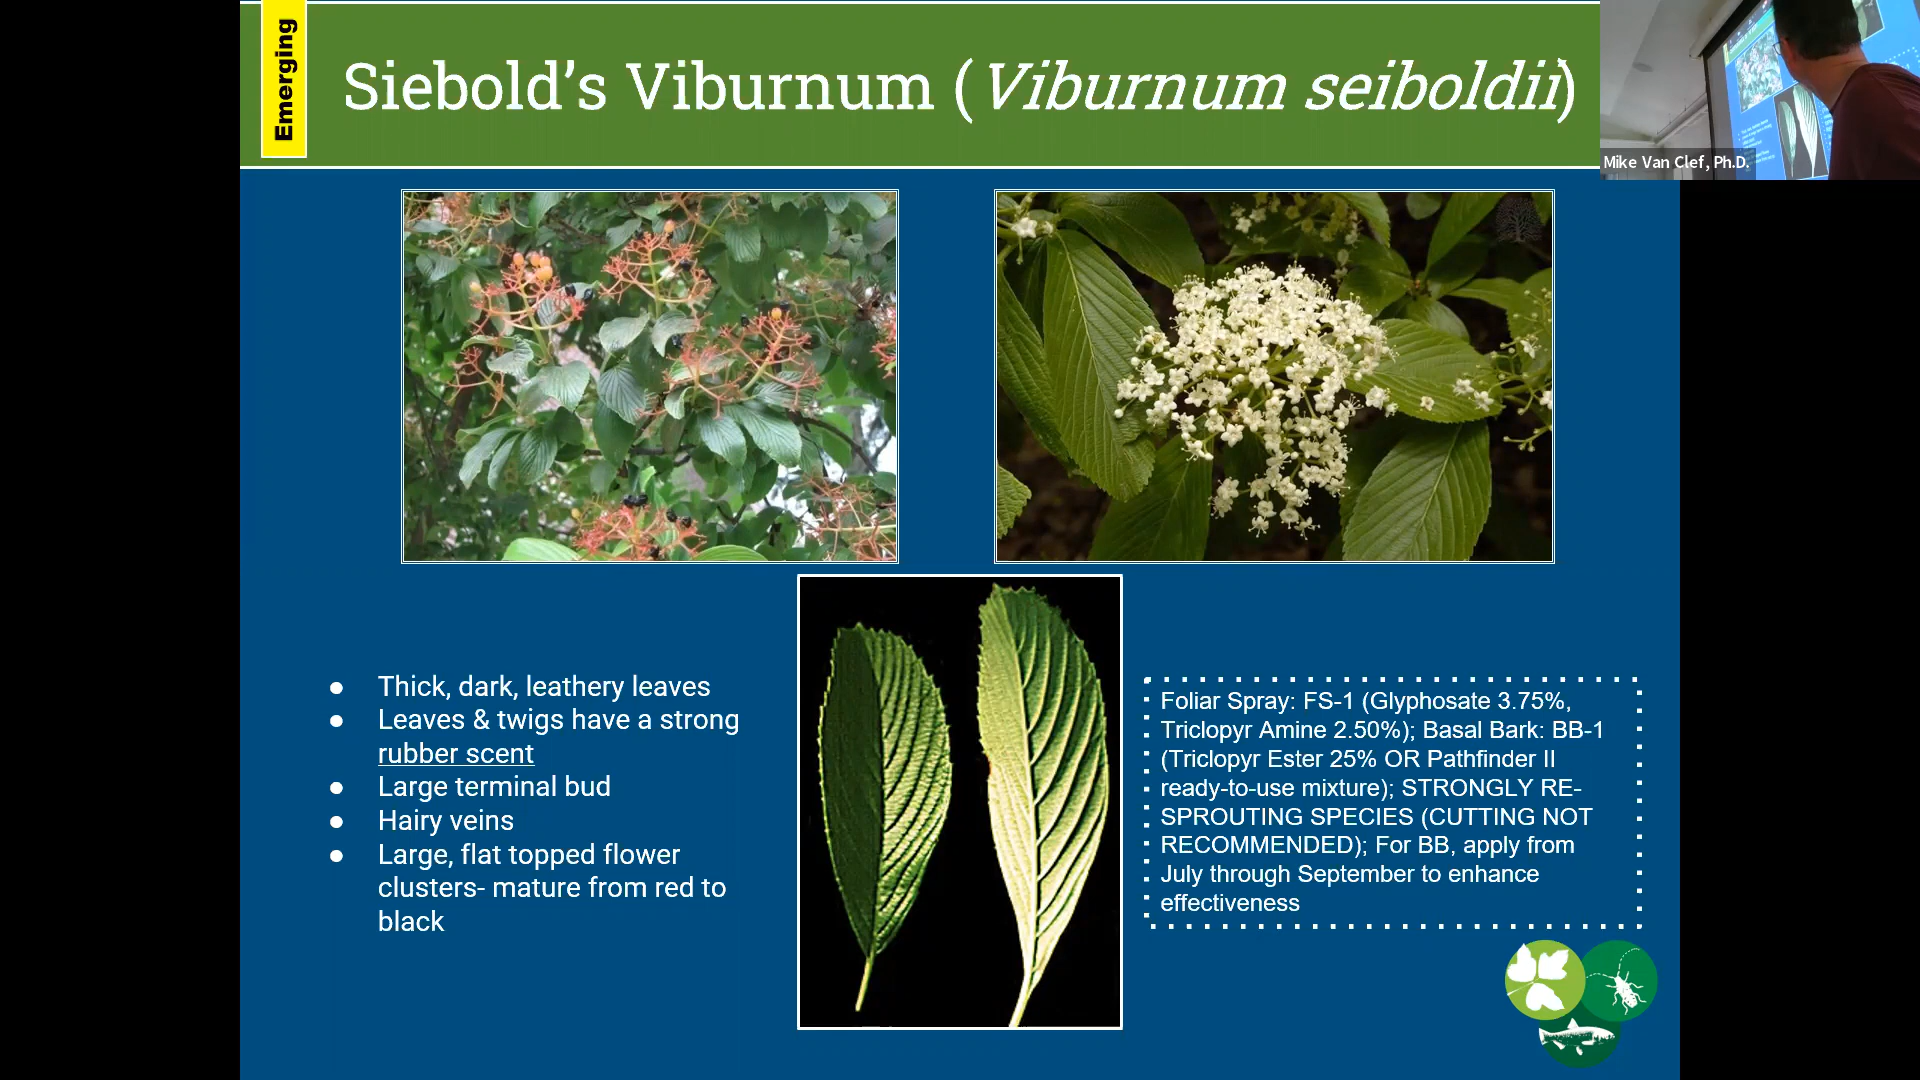 Emerging
Siebold’s Viburnum (Viburnum seiboldii)
Mike Van Clef, Ph.D.
● Thick, dark, leathery leaves
● Leaves & twigs have a strong
rubber scent
● Large terminal bud
● Hairy veins
● Large, flat topped flower
clusters- mature from red to
black
Foliar Spray: FS-1 (Glyphosate 3.75%,
Triclopyr Amine 2.50%); Basal Bark: BB-1
(Triclopyr Ester 25% OR Pathfinder II
ready-to-use mixture); STRONGLY RE-
SPROUTING SPECIES (CUTTING NOT
RECOMMENDED); For BB, apply from
July through September to enhance
effectiveness